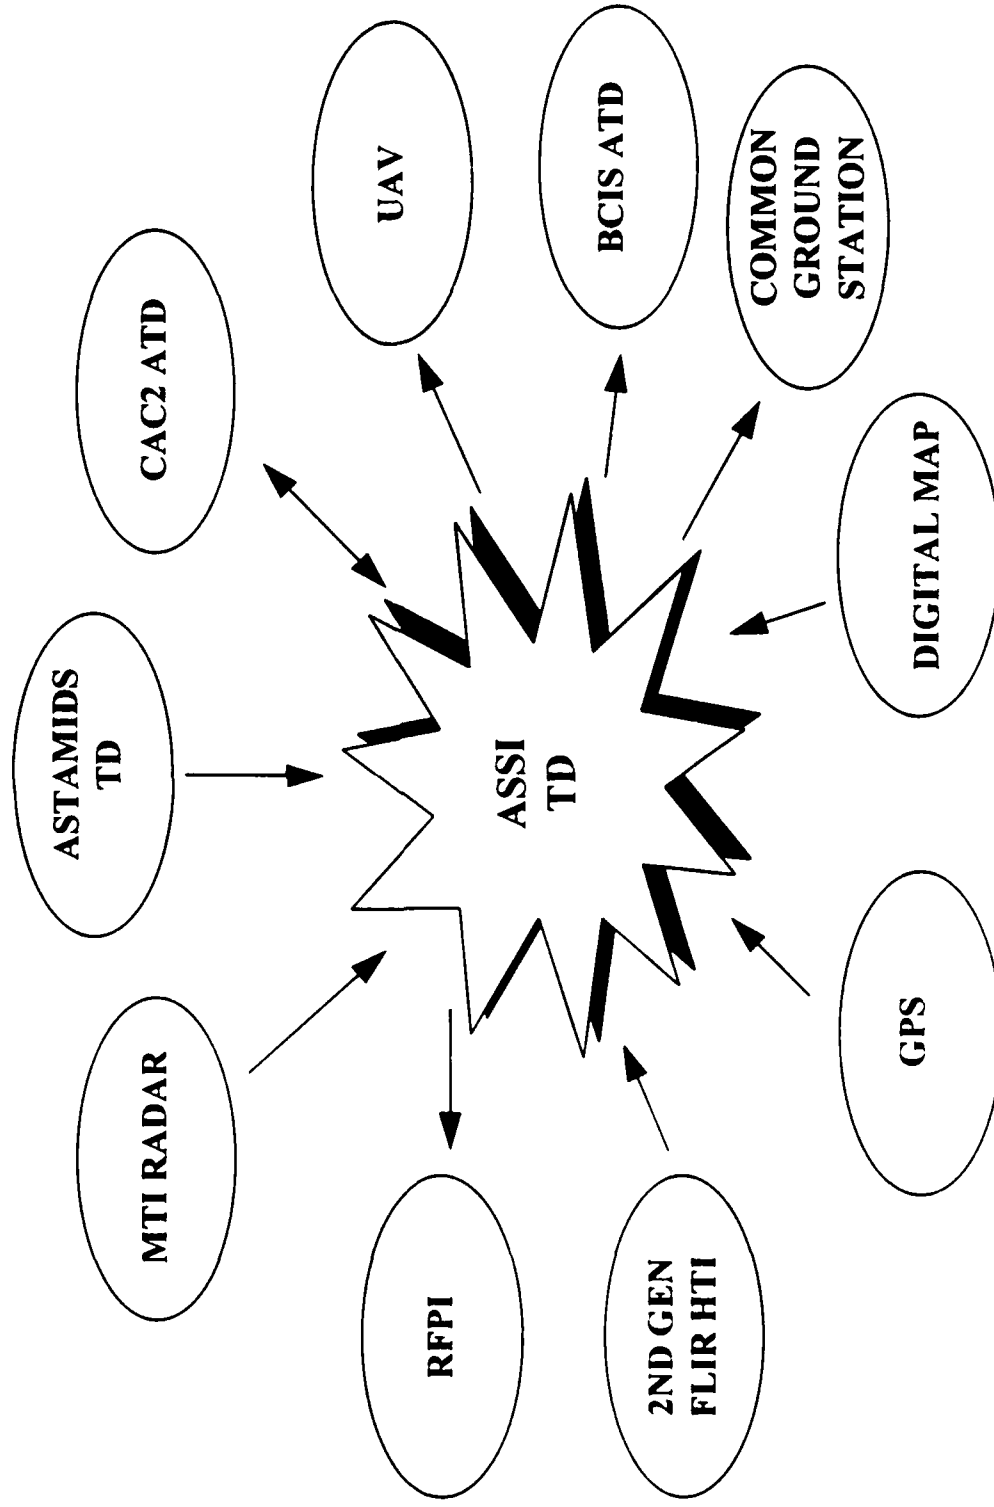 ASTAMIDS
TD
MTI RADAR
CAC2 ATD
RFPI
UAV
ASSI
TD
2ND GEN
FLIR HTI
BCIS ATD
GPS
DIGITAL MAP
COMMON
GROUND
STATION